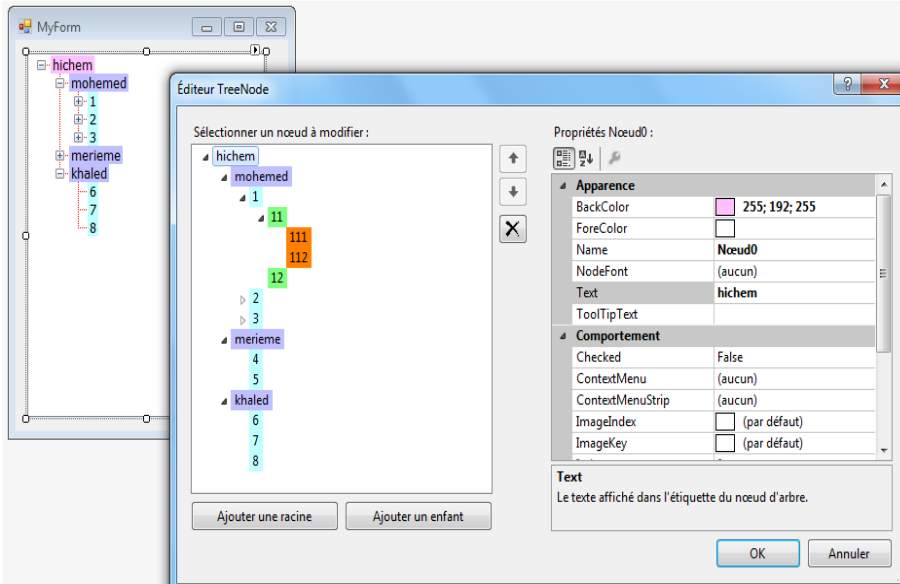 MyForm
hichem
mohemed
1
2
3
merieme
khaled
6
7
8
Éditeur TreeNode
Sélectionner un nœud à modifier :
hichem
mohemed
1
11
111
112
12
2
3
merieme
4
5
khaled
6
7
8
Ajouter une racine Ajouter un enfant
Propriétés Nœud0 :
Apparence
BackColor 255; 192; 255
ForeColor
Name Nœud0
NodeFont (aucun)
Text hichem
ToolTipText
Comportement
Checked False
ContextMenu (aucun)
ContextMenuStrip (aucun)
ImageIndex (par défaut)
ImageKey (par défaut)
Text
Le texte affiché dans l'étiquette du nœud d'arbre.
OK Annuler